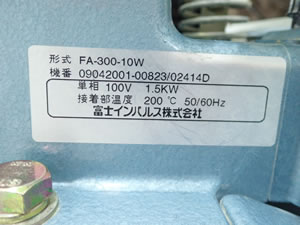 形式 FA-300-10W
機番 09042001-00823/02414D
単相 100V 1.5KW
接着部温度 200 ℃ 50/60Hz
富士インパルス株式会社